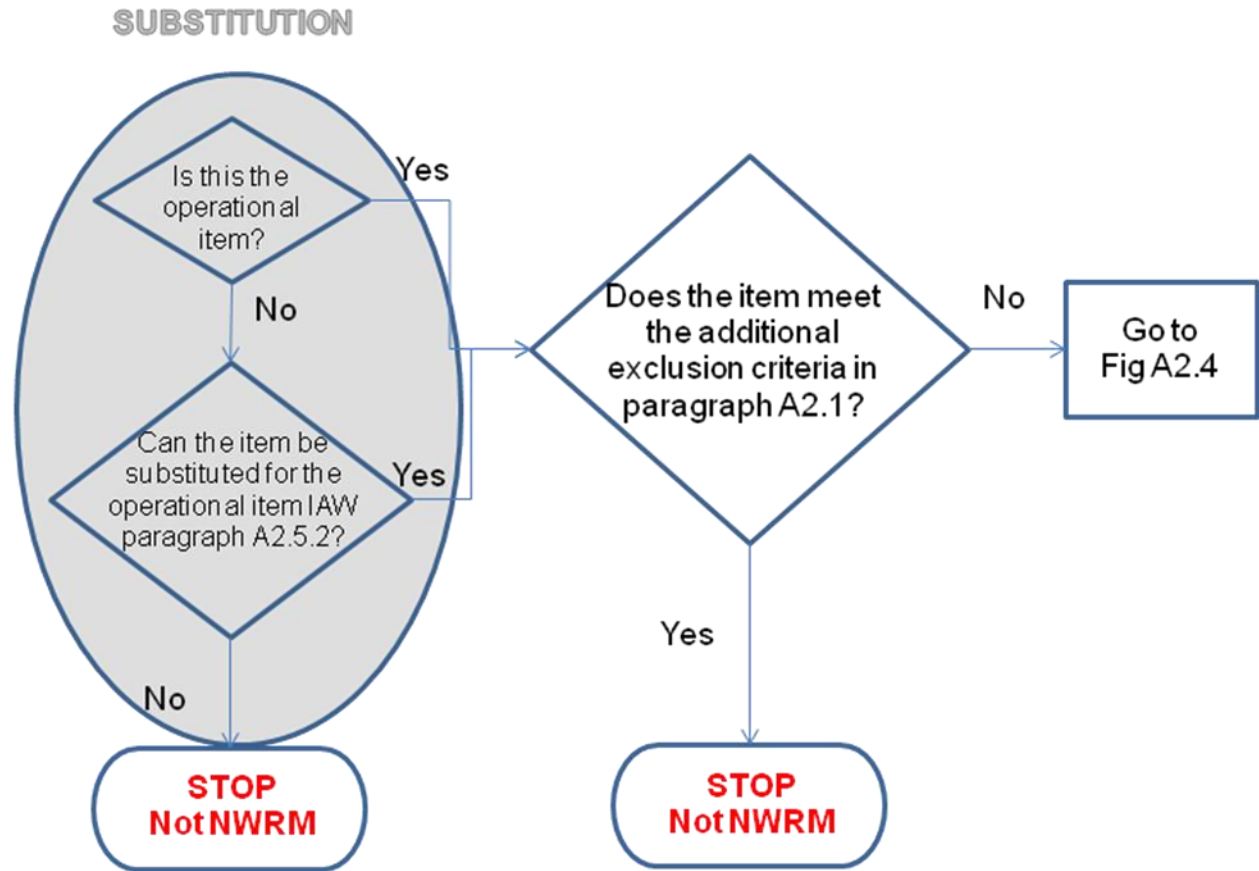 SUBSTITUTION
Is this the
operational
item?
Yes
No
Can the item be
substituted for the
operational item IAW
paragraph A2.5.2?
Yes
No
STOP
Not NWRM
Does the item meet
the additional
exclusion criteria in
paragraph A2.1?
No
Go to
Fig A2.4
Yes
STOP
Not NWRM